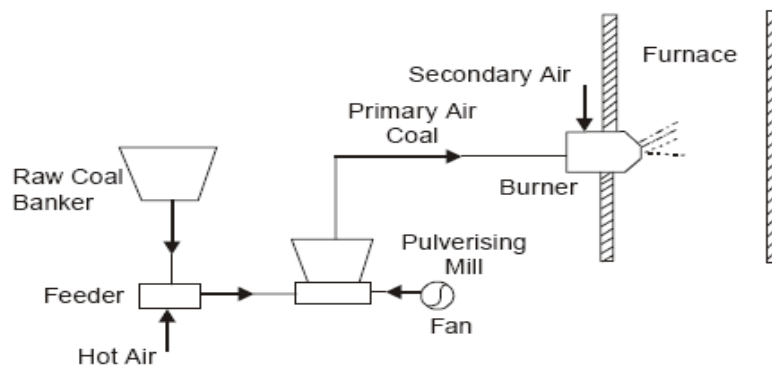 Furnace
Secondary Air
Primary Air
Coal
Raw Coal
Banker
Burner
Pulverising
Mill
Feeder
Fan
Hot Air